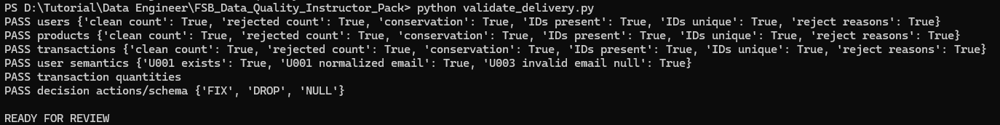 PS D:\Tutorial\Data Engineer\FSB_Data_Quality_Instructor_Pack> python validate_delivery.py
PASS users {'clean count': True, 'rejected count': True, 'conservation': True, 'IDs present': True, 'IDs unique': True, 'reject reasons': True}
PASS products {'clean count': True, 'rejected count': True, 'conservation': True, 'IDs present': True, 'IDs unique': True, 'reject reasons': True}
PASS transactions {'clean count': True, 'rejected count': True, 'conservation': True, 'IDs present': True, 'IDs unique': True, 'reject reasons': True}
PASS user semantics {'U001 exists': True, 'U001 normalized email': True, 'U003 invalid email null': True}
PASS transaction quantities
PASS decision actions/schema {'FIX', 'DROP', 'NULL'}
READY FOR REVIEW